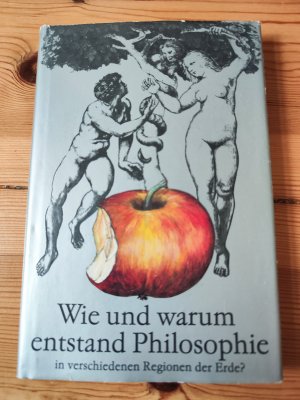 Wie und warum
entstand Philosophie
in verschiedenen Regionen der Erde?